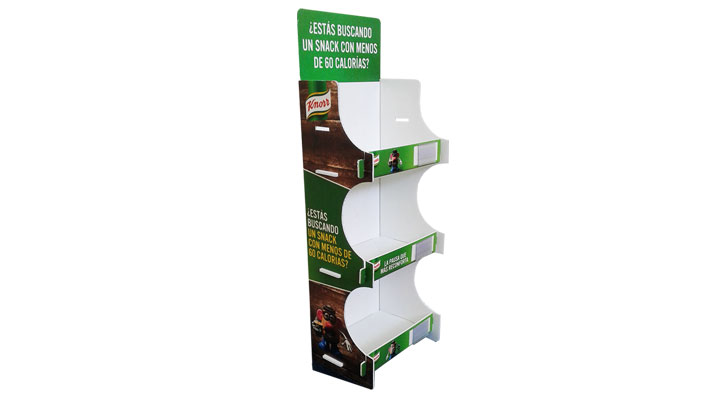 ¿ESTÁS BUSCANDO
UN SNACK CON MENOS
DE 60 CALORÍAS?
Knorr
¿ESTÁS
BUSCANDO
UN SNACK
CON MENOS DE
60 CALORÍAS?
LA PAUSA QUE
MÁS RECONFORTA